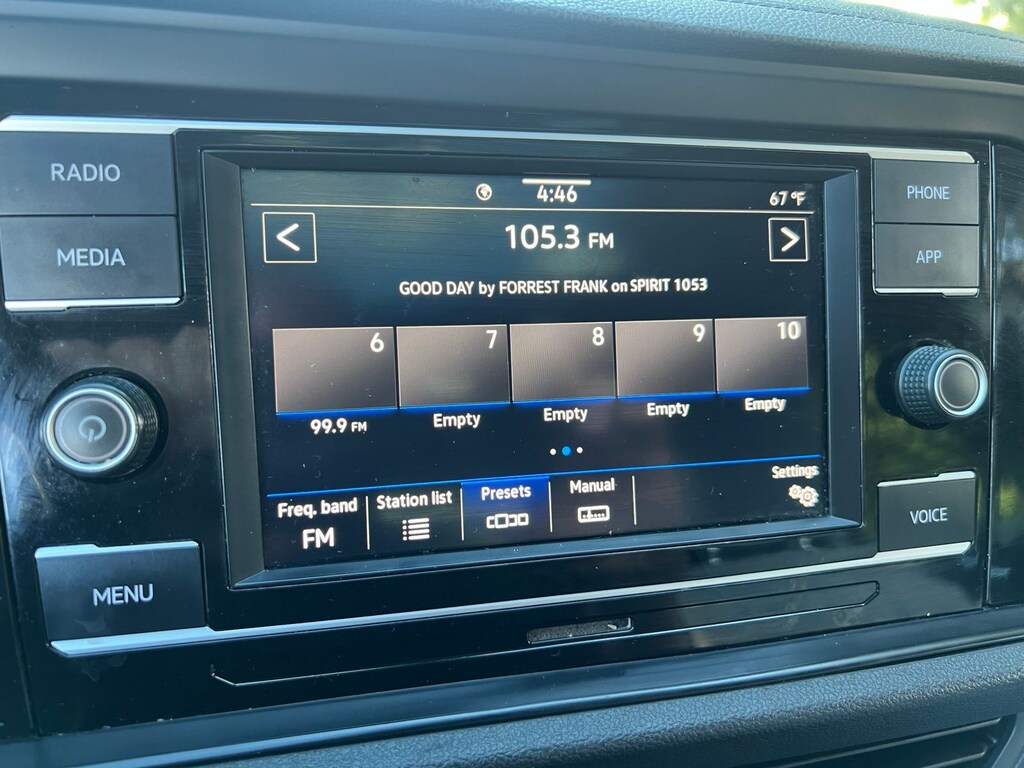 RADIO
MEDIA
MENU
4:46
67 °F
<
105.3 FM
>
GOOD DAY by FORREST FRANK on SPIRIT 1053
6
7
8
9
10
99.9 FM
Empty
Empty
Empty
Empty
Freq. band
FM
Station list
Presets
Manual
Settings
PHONE
APP
VOICE